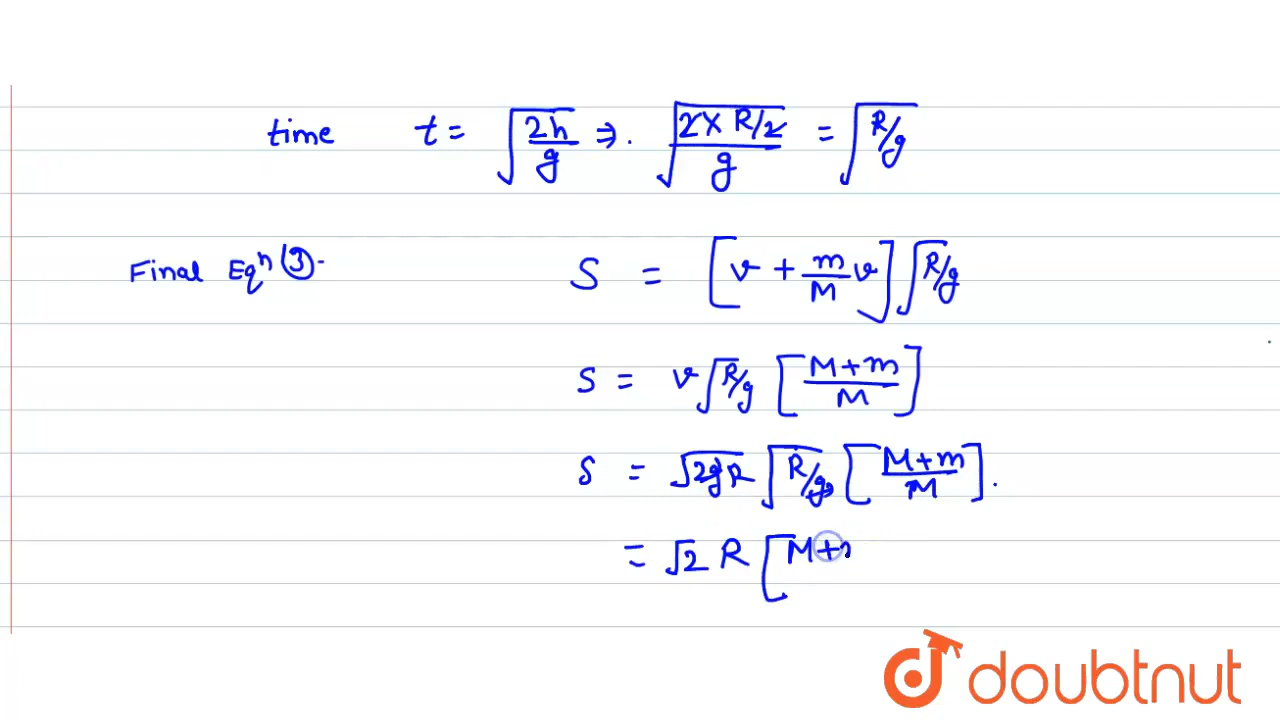 time t = √(2h/g) ⇒ √(2 × R/2 / g) = √(R/g)
Final Eqⁿ (3)- S = [v + m/M v] √(R/g)
S = v √(R/g) [(M+m)/M]
S = √(2gR) √(R/g) [(M+m)/M].
= √2 R [M+
doubtnut